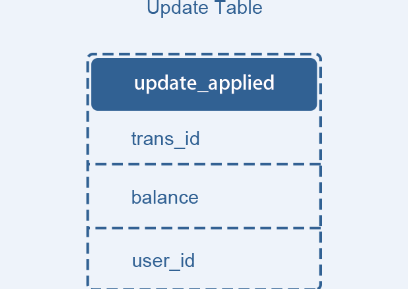 Update Table
update_applied
trans_id
balance
user_id